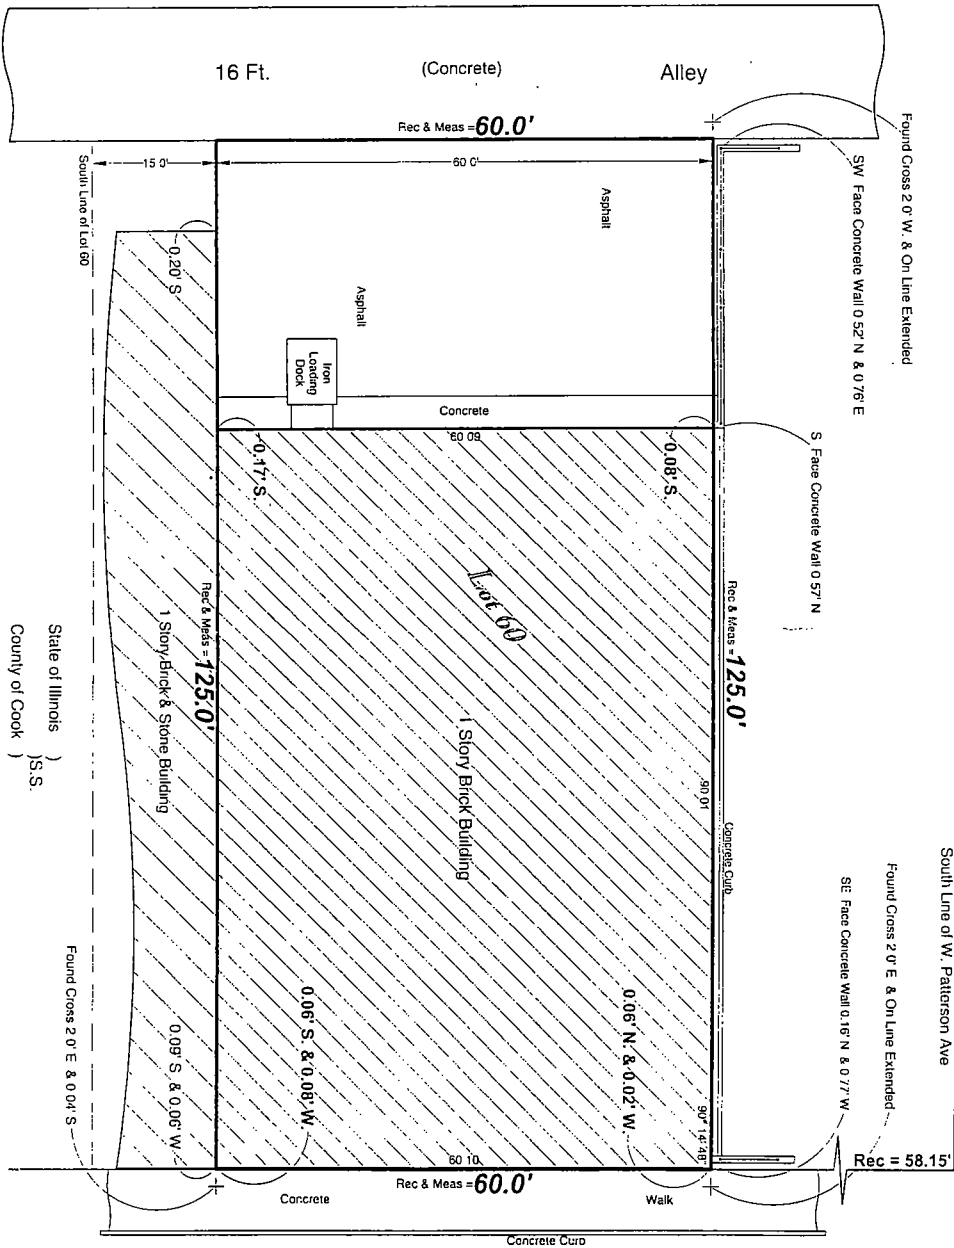 16 Ft.
(Concrete)
Alley
Rec & Meas = 60.0'
15 0'
60 0'
South Line of Lot 60
Found Cross 2 0' W. & On Line Extended
SW Face Concrete Wall 0 52' N & 0 76' E
Asphalt
0.20' S
Asphalt
Iron
Loading
Dock
Concrete
60 09
0.17' S.
0.08' S.
S Face Concrete Wall 0 57' N
Lot 60
Rec & Meas = 125.0'
Rec & Meas = 125.0'
1 Story Brick & Stone Building
1 Story Brick Building
State of Illinois )
)S.S.
County of Cook )
90 01
Concrete Curb
South Line of W. Patterson Ave
Found Cross 2 0' E & On Line Extended
SE Face Concrete Wall 0.16' N & 0 77' W
Found Cross 2 0' E & 0 04' S
0.09' S & 0.06' W
0.06' S. & 0.08' W.
0.06' N. & 0.02' W.
90° 14' 48"
Rec = 58.15'
60 10
Rec & Meas = 60.0'
Concrete
Walk
Concrete Curb